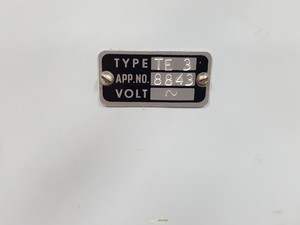 TYPE TE 3
APP.NO. 8843
VOLT ~